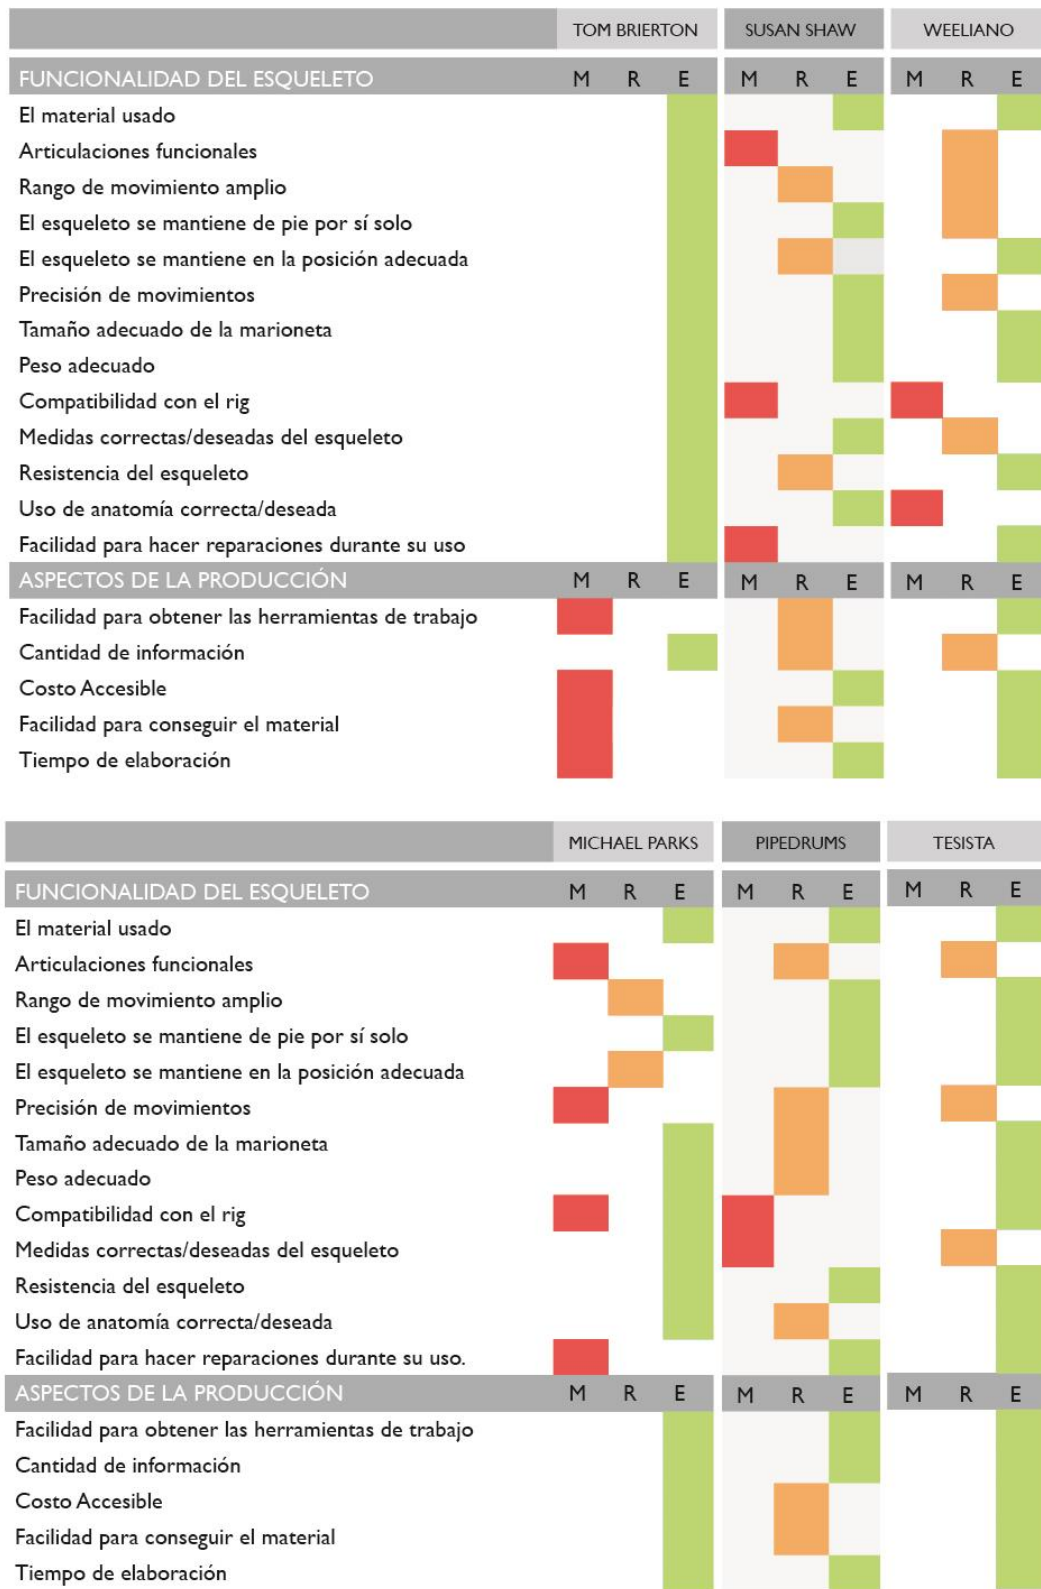 TOM BRIERTON SUSAN SHAW WEELIANO
FUNCIONALIDAD DEL ESQUELETO M R E M R E M R E
El material usado
Articulaciones funcionales
Rango de movimiento amplio
El esqueleto se mantiene de pie por sí solo
El esqueleto se mantiene en la posición adecuada
Precisión de movimientos
Tamaño adecuado de la marioneta
Peso adecuado
Compatibilidad con el rig
Medidas correctas/deseadas del esqueleto
Resistencia del esqueleto
Uso de anatomía correcta/deseada
Facilidad para hacer reparaciones durante su uso
ASPECTOS DE LA PRODUCCIÓN M R E M R E M R E
Facilidad para obtener las herramientas de trabajo
Cantidad de información
Costo Accesible
Facilidad para conseguir el material
Tiempo de elaboración
MICHAEL PARKS PIPEDRUMS TESISTA
FUNCIONALIDAD DEL ESQUELETO M R E M R E M R E
El material usado
Articulaciones funcionales
Rango de movimiento amplio
El esqueleto se mantiene de pie por sí solo
El esqueleto se mantiene en la posición adecuada
Precisión de movimientos
Tamaño adecuado de la marioneta
Peso adecuado
Compatibilidad con el rig
Medidas correctas/deseadas del esqueleto
Resistencia del esqueleto
Uso de anatomía correcta/deseada
Facilidad para hacer reparaciones durante su uso.
ASPECTOS DE LA PRODUCCIÓN M R E M R E M R E
Facilidad para obtener las herramientas de trabajo
Cantidad de información
Costo Accesible
Facilidad para conseguir el material
Tiempo de elaboración